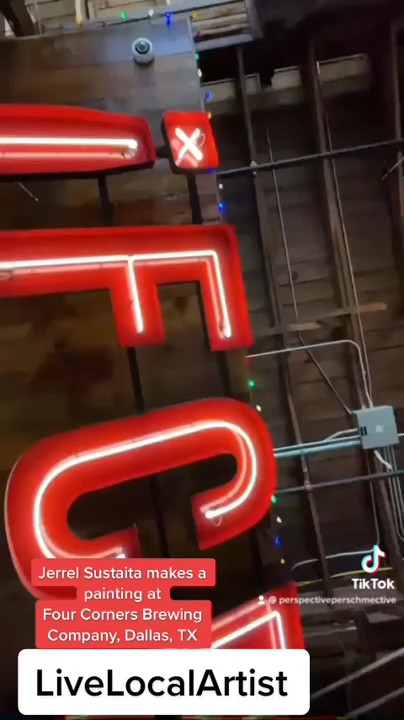 x
F
C
Jerrel Sustaita makes a
painting at
Four Corners Brewing
Company, Dallas, TX
TikTok
@ perspectiveperschmective
LiveLocalArtist